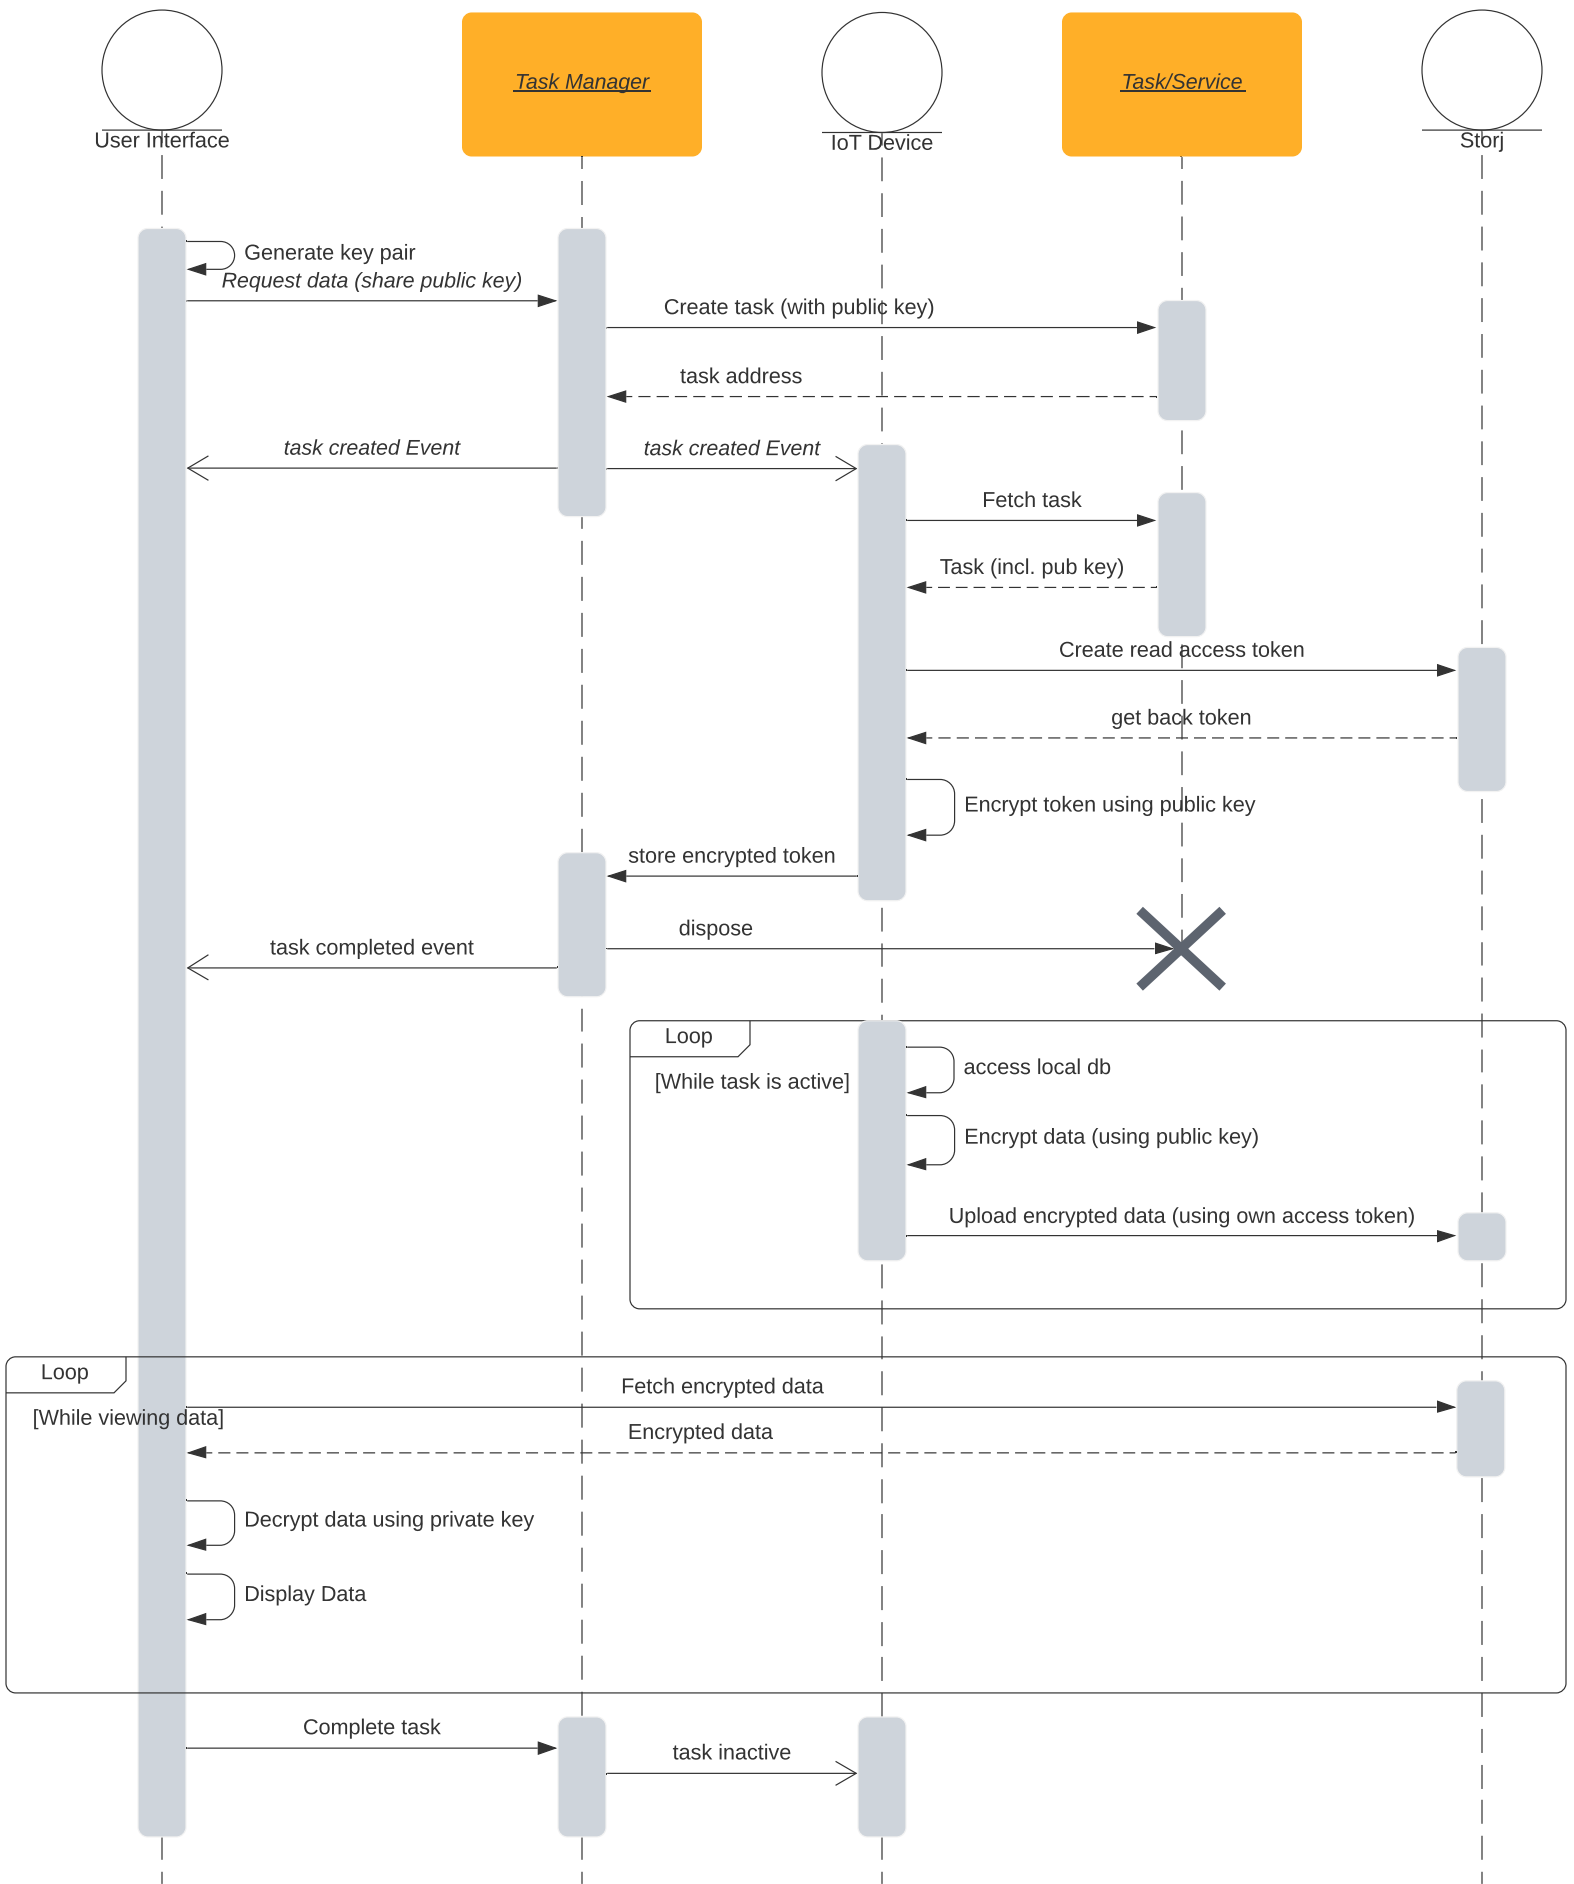 User Interface
Task Manager
IoT Device
Task/Service
Storj
Generate key pair
Request data (share public key)
Create task (with public key)
task address
task created Event
task created Event
Fetch task
Task (incl. pub key)
Create read access token
get back token
Encrypt token using public key
store encrypted token
dispose
task completed event
Loop
[While task is active]
access local db
Encrypt data (using public key)
Upload encrypted data (using own access token)
Loop
[While viewing data]
Fetch encrypted data
Encrypted data
Decrypt data using private key
Display Data
Complete task
task inactive